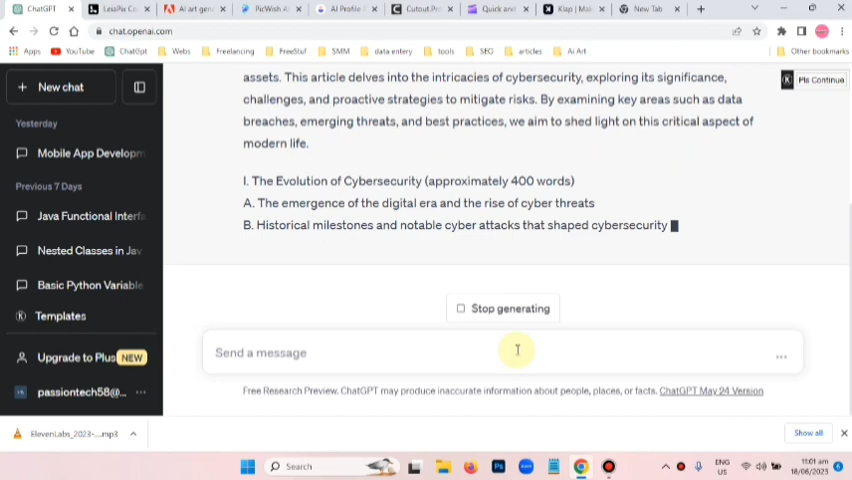 ChatGPT
LeiaPix Co
Ai art gen
PicWish AI
AI Profile
Cutout.Pr
Quick and
Klap | Mak
New Tab
chat.openai.com
Apps
YouTube
ChatGpt
Webs
Freelancing
FreeStuf
SMM
data entery
tools
SEO
articles
Ai Art
Other bookmarks
New chat
Yesterday
Mobile App Developm
Previous 7 Days
Java Functional Interfa
Nested Classes in Jav
Basic Python Variable
Templates
Upgrade to Plus NEW
passiontech58@...
Pls Continue
assets. This article delves into the intricacies of cybersecurity, exploring its significance,
challenges, and proactive strategies to mitigate risks. By examining key areas such as data
breaches, emerging threats, and best practices, we aim to shed light on this critical aspect of
modern life.
I. The Evolution of Cybersecurity (approximately 400 words)
A. The emergence of the digital era and the rise of cyber threats
B. Historical milestones and notable cyber attacks that shaped cybersecurity
Stop generating
Send a message
Free Research Preview. ChatGPT may produce inaccurate information about people, places, or facts. ChatGPT May 24 Version
ElevenLabs_2023-....mp3
Show all
Search
Ps
zoom
ENG
US
11:01 am
18/06/2023